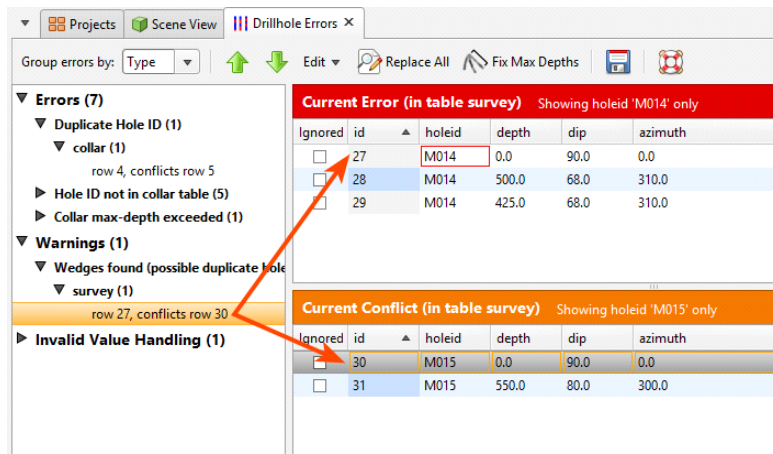 Projects Scene View Drillhole Errors
Group errors by: Type Edit Replace All Fix Max Depths
Errors (7)
Duplicate Hole ID (1)
collar (1)
row 4, conflicts row 5
Hole ID not in collar table (5)
Collar max-depth exceeded (1)
Warnings (1)
Wedges found (possible duplicate hole
survey (1)
row 27, conflicts row 30
Invalid Value Handling (1)
Current Error (in table survey) Showing holeid 'M014' only
Ignored id holeid depth dip azimuth
27 M014 0.0 90.0 0.0
28 M014 500.0 68.0 310.0
29 M014 425.0 68.0 310.0
Current Conflict (in table survey) Showing holeid 'M015' only
Ignored id holeid depth dip azimuth
30 M015 0.0 90.0 0.0
31 M015 550.0 80.0 300.0